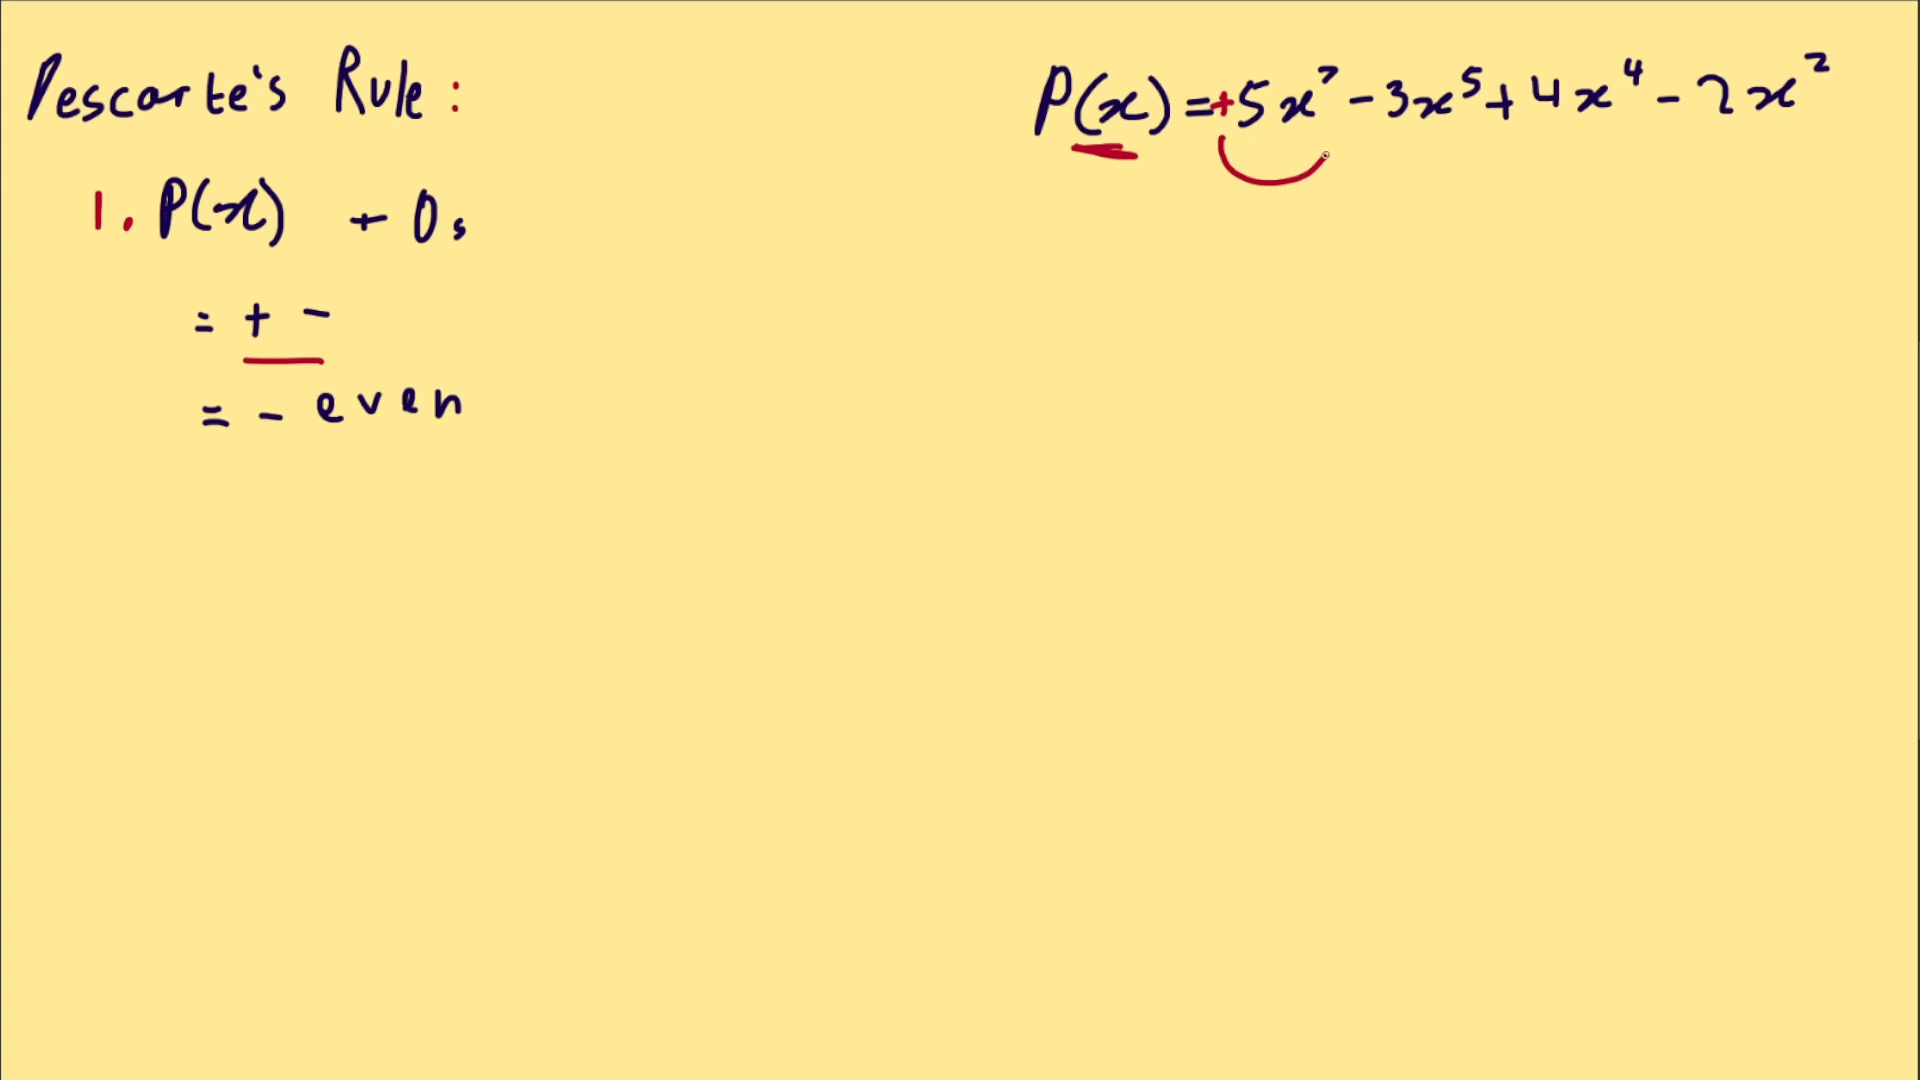 Descarte's Rule:
1. P(x) + 0s
= + -
= - even
P(x) = +5x⁷ - 3x⁵ + 4x⁴ - 2x²